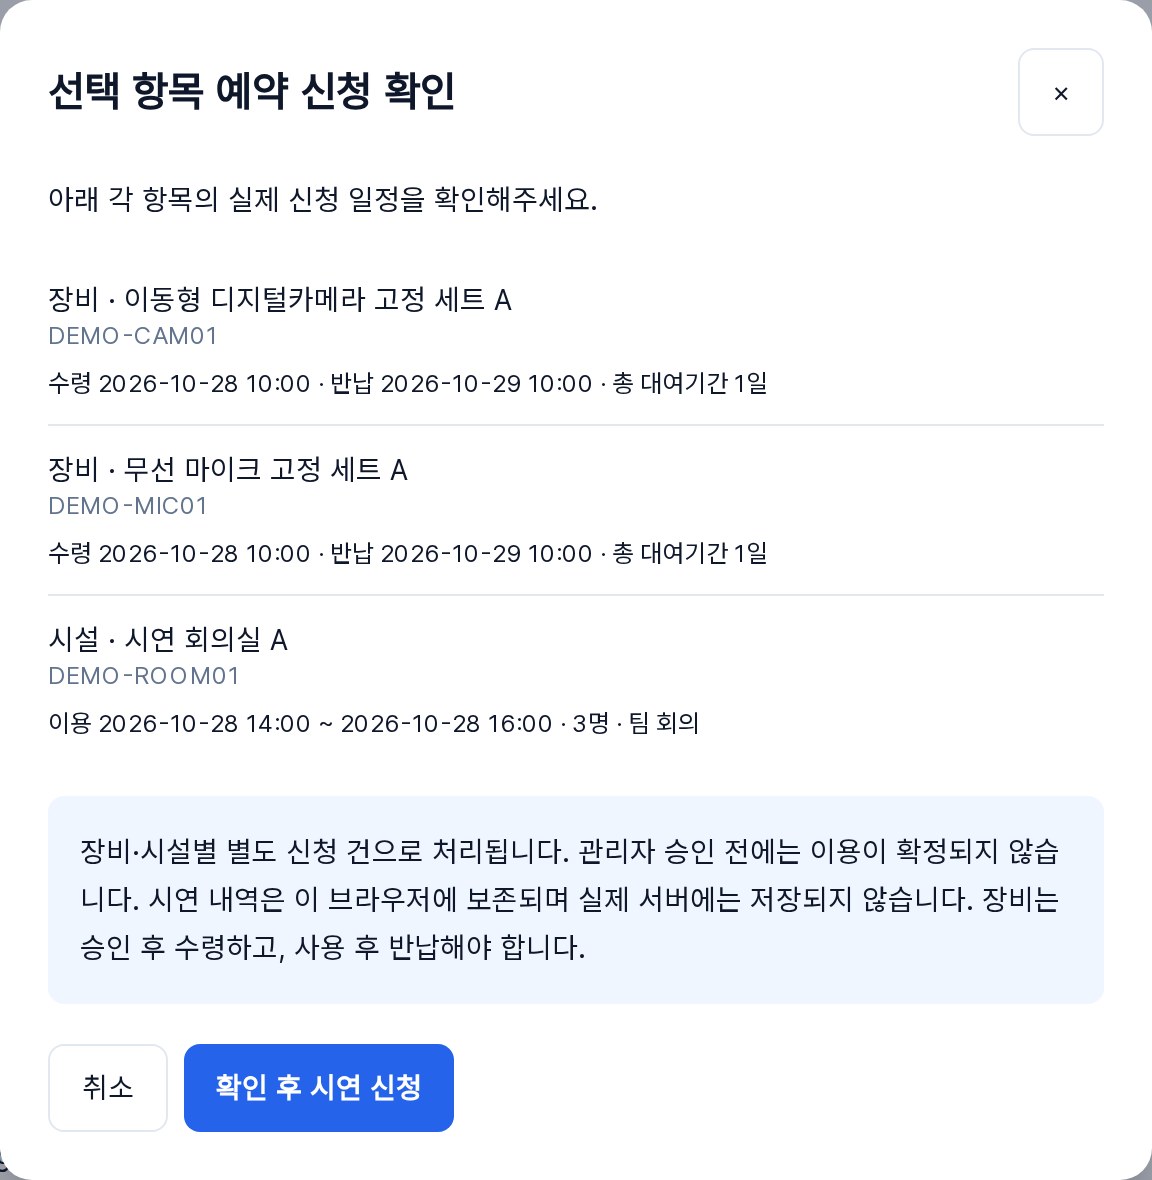 선택 항목 예약 신청 확인
×
아래 각 항목의 실제 신청 일정을 확인해주세요.
장비 · 이동형 디지털카메라 고정 세트 A
DEMO-CAM01
수령 2026-10-28 10:00 · 반납 2026-10-29 10:00 · 총 대여기간 1일
장비 · 무선 마이크 고정 세트 A
DEMO-MIC01
수령 2026-10-28 10:00 · 반납 2026-10-29 10:00 · 총 대여기간 1일
시설 · 시연 회의실 A
DEMO-ROOM01
이용 2026-10-28 14:00 ~ 2026-10-28 16:00 · 3명 · 팀 회의
장비·시설별 별도 신청 건으로 처리됩니다. 관리자 승인 전에는 이용이 확정되지 않습
니다. 시연 내역은 이 브라우저에 보존되며 실제 서버에는 저장되지 않습니다. 장비는
승인 후 수령하고, 사용 후 반납해야 합니다.
취소
확인 후 시연 신청